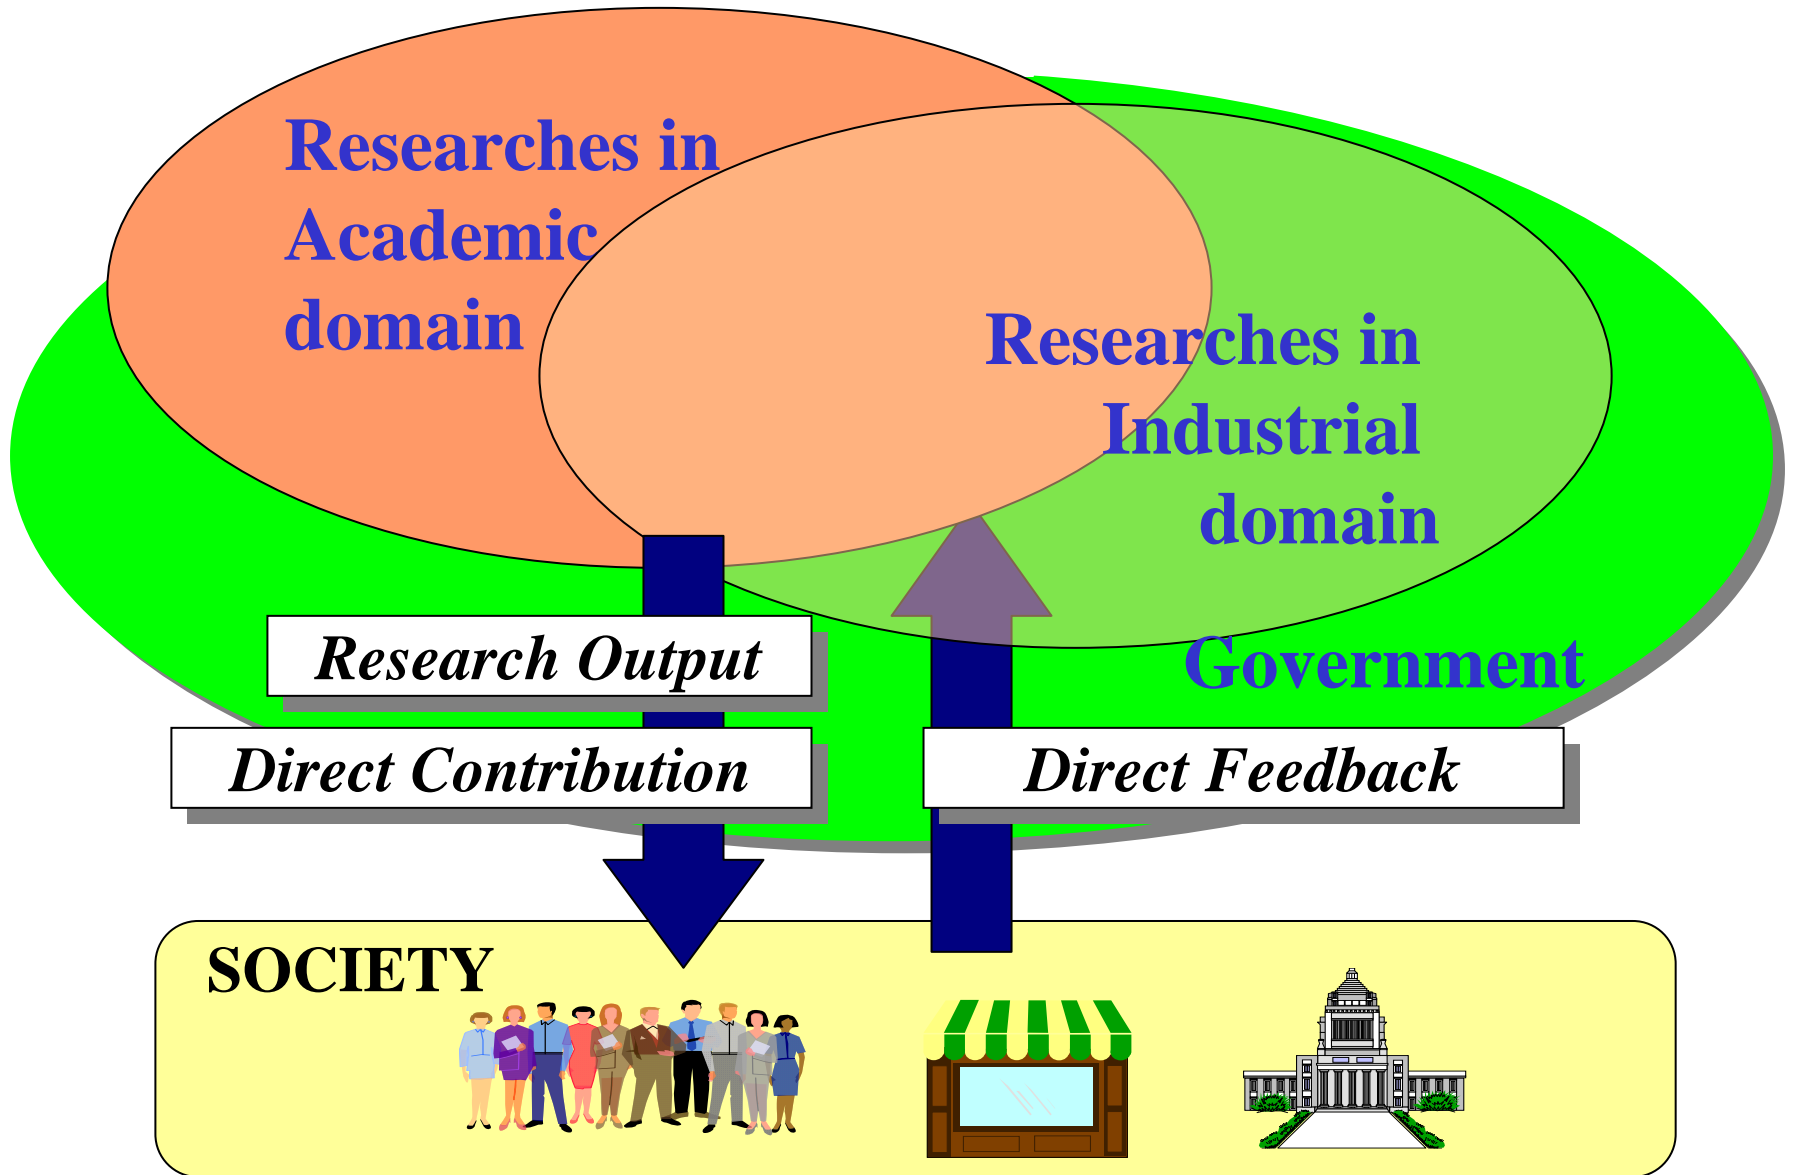 Researches in
Academic
domain
Researches in
Industrial
domain
Government
Research Output
Direct Contribution
Direct Feedback
SOCIETY